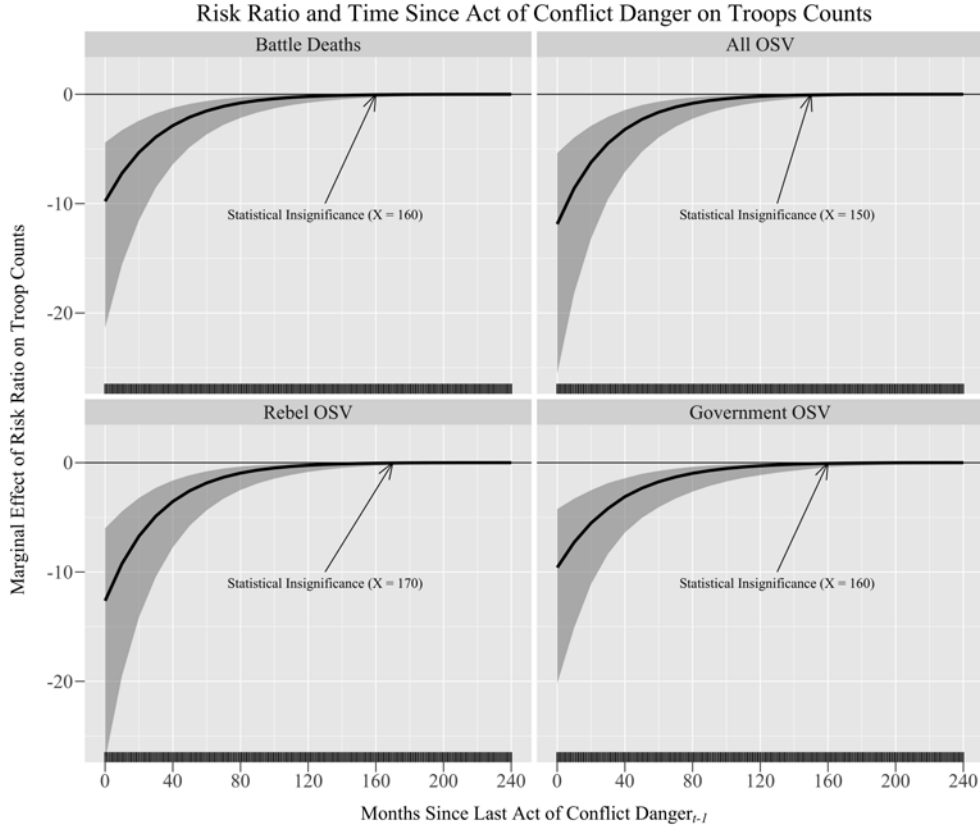 Risk Ratio and Time Since Act of Conflict Danger on Troops Counts
Battle Deaths
All OSV
0
-10
-20
Statistical Insignificance (X = 160)
Statistical Insignificance (X = 150)
Marginal Effect of Risk Ratio on Troop Counts
Rebel OSV
Government OSV
0
-10
-20
Statistical Insignificance (X = 170)
Statistical Insignificance (X = 160)
0 40 80 120 160 200 240
0 40 80 120 160 200 240
Months Since Last Act of Conflict Danger t-1